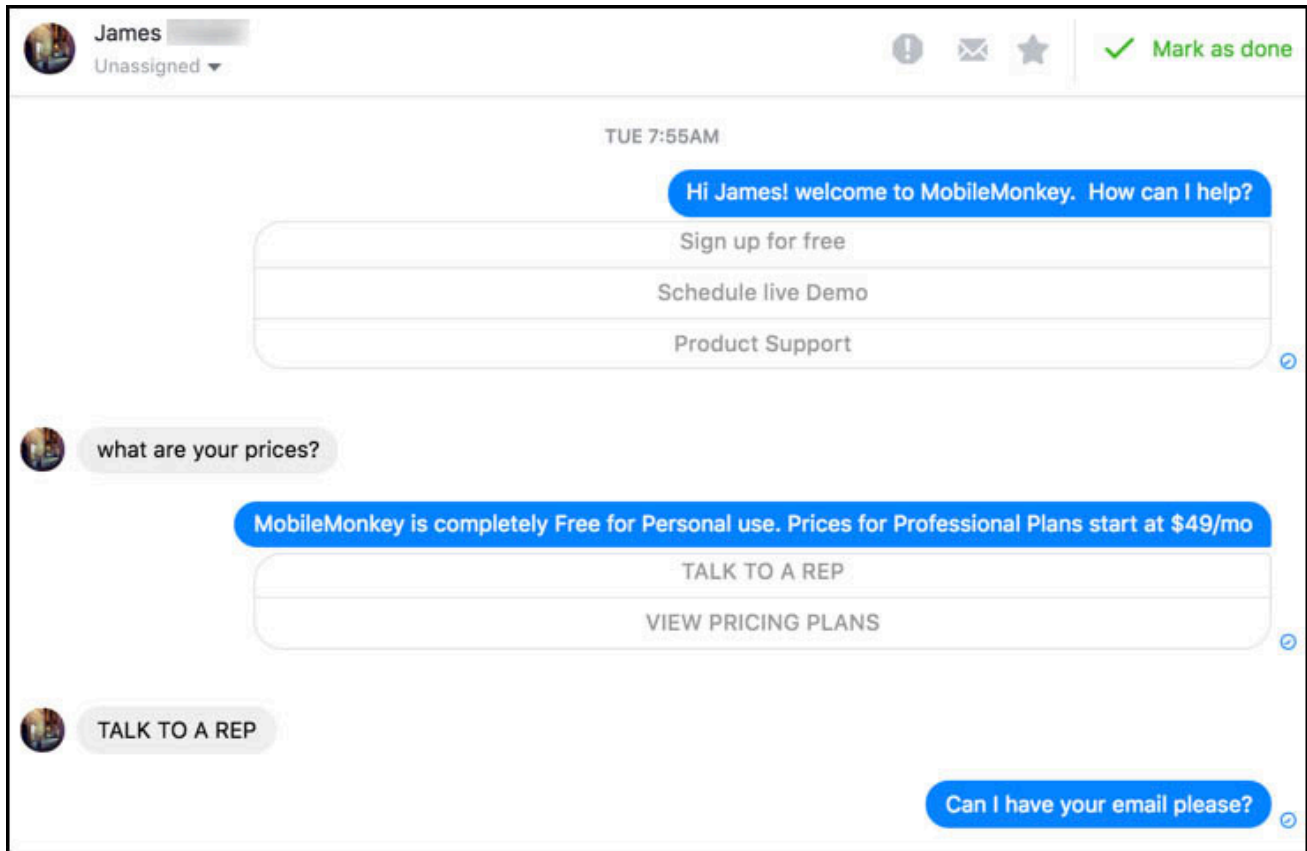 James
Unassigned
Mark as done
TUE 7:55AM
Hi James! welcome to MobileMonkey.  How can I help?
Sign up for free
Schedule live Demo
Product Support
what are your prices?
MobileMonkey is completely Free for Personal use. Prices for Professional Plans start at $49/mo
TALK TO A REP
VIEW PRICING PLANS
TALK TO A REP
Can I have your email please?